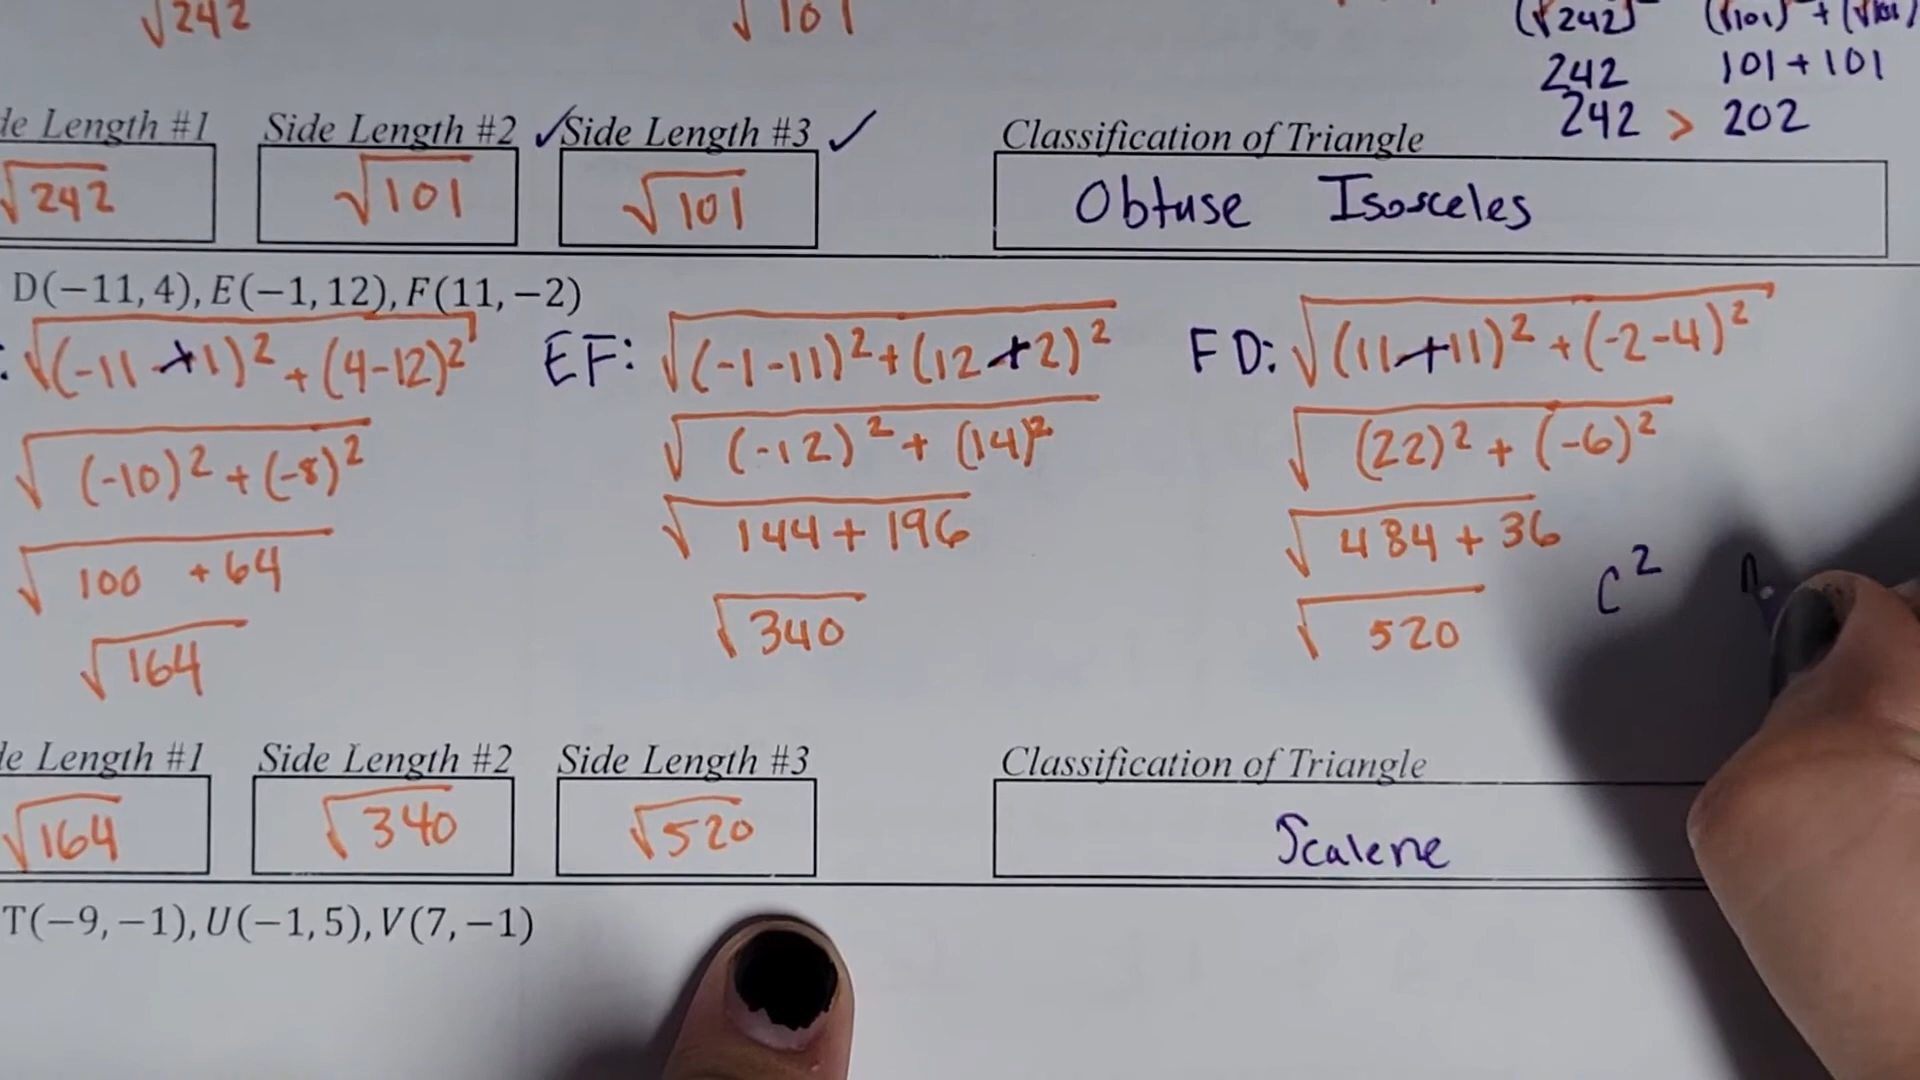 √242 √101 (√242)² (√101)² + (√101)
242 101 + 101
242 > 202
de Length #1 Side Length #2 ✓ Side Length #3 ✓ Classification of Triangle
√242 √101 √101 Obtuse Isosceles
D(−11, 4), E(−1, 12), F(11, −2)
: √(-11+1)² + (4-12)² EF: √(-1-11)² + (12+2)² FD: √(11+11)² + (-2-4)²
√(-10)² + (-8)² √(-12)² + (14)² √(22)² + (-6)²
√100 + 64 √144 + 196 √484 + 36
√164 √340 √520 C²
le Length #1 Side Length #2 Side Length #3 Classification of Triangle
√164 √340 √520 Scalene
T(−9, −1), U(−1, 5), V(7, −1)